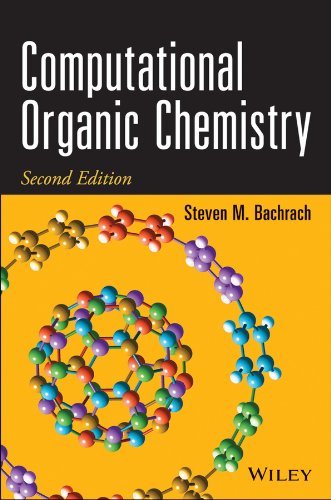 Computational
Organic Chemistry
Second Edition
Steven M. Bachrach
WILEY